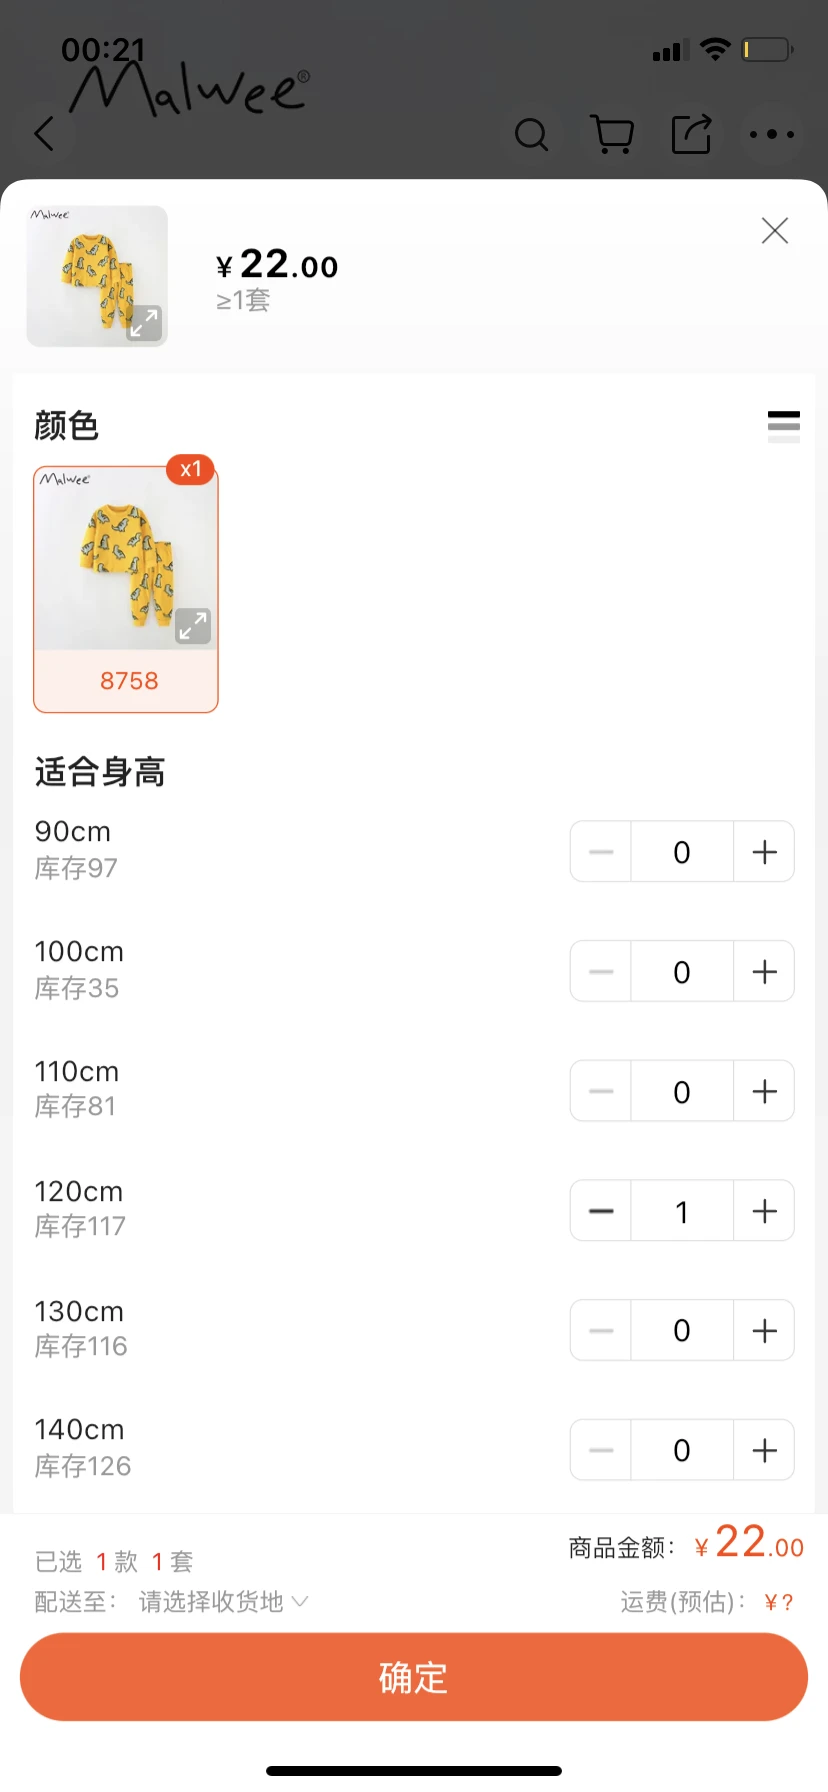 00:21
Malwee®
Malwee
¥22.00
≥1套
颜色
x1
Malwee
8758
适合身高
90cm
0
库存97
100cm
0
库存35
110cm
0
库存81
120cm
1
库存117
130cm
0
库存116
140cm
0
库存126
已选 1 款 1 套
商品金额: ¥22.00
配送至: 请选择收货地
运费(预估): ¥?
确定